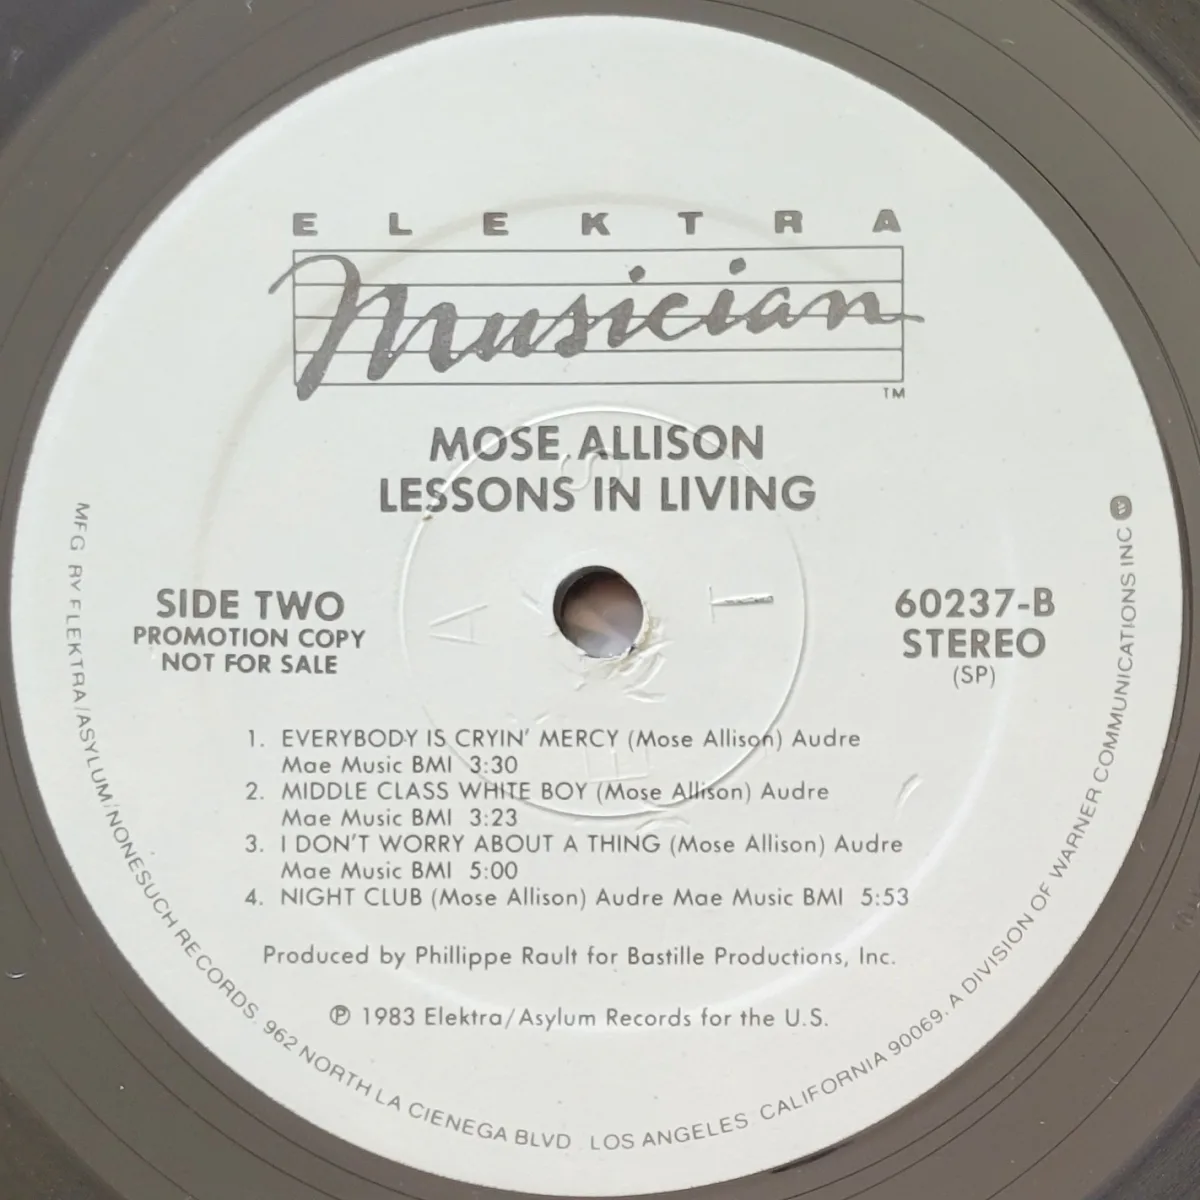 ELEKTRA
Musician
TM
MOSE ALLISON
LESSONS IN LIVING
SIDE TWO
PROMOTION COPY
NOT FOR SALE
60237-B
STEREO
(SP)
1. EVERYBODY IS CRYIN' MERCY (Mose Allison) Audre
Mae Music BMI 3:30
2. MIDDLE CLASS WHITE BOY (Mose Allison) Audre
Mae Music BMI 3:23
3. I DON'T WORRY ABOUT A THING (Mose Allison) Audre
Mae Music BMI 5:00
4. NIGHT CLUB (Mose Allison) Audre Mae Music BMI 5:53
Produced by Phillippe Rault for Bastille Productions, Inc.
℗ 1983 Elektra/Asylum Records for the U.S.
MFG BY ELEKTRA/ASYLUM/NONESUCH RECORDS. 962 NORTH LA CIENEGA BLVD. LOS ANGELES CALIFORNIA 90069. A DIVISION OF WARNER COMMUNICATIONS INC